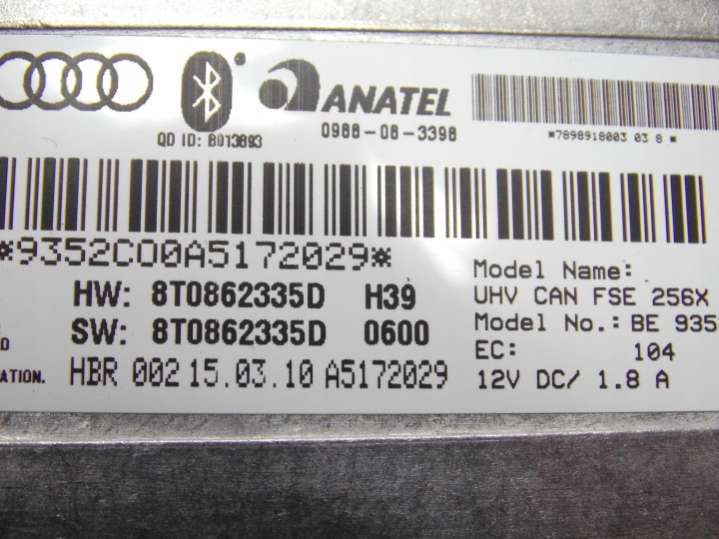 ANATEL
QD ID: B013893
0988-08-3398
*7898918003 03 8*
*9352C00A5172029*
HW: 8T0862335D H39
SW: 8T0862335D 0600
D
ATION. HBR 002 15.03.10 A5172029
Model Name:
UHV CAN FSE 256X
Model No.: BE 935
EC: 104
12V DC/ 1.8 A